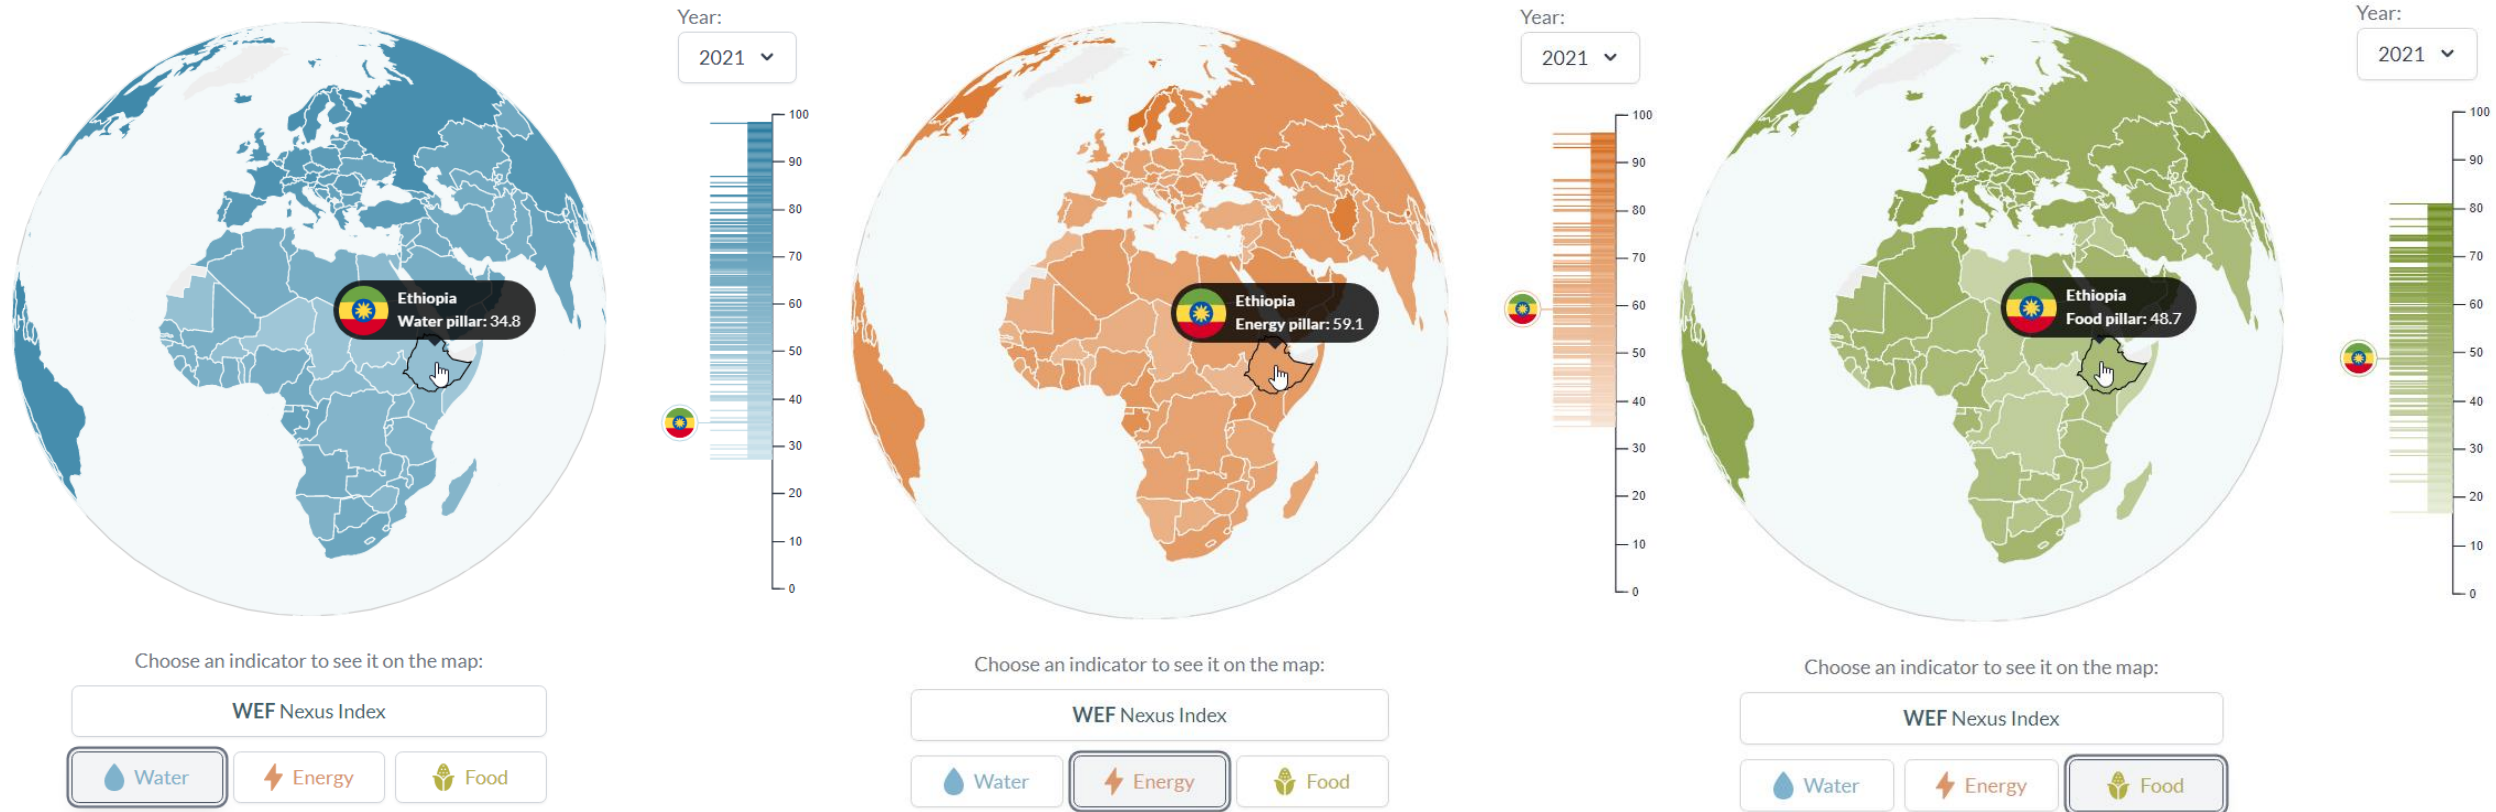 Year:
2021
100
90
80
70
60
50
40
30
20
10
0
Ethiopia
Water pillar: 34.8
Choose an indicator to see it on the map:
WEF Nexus Index
Water
Energy
Food
Year:
2021
100
90
80
70
60
50
40
30
20
10
0
Ethiopia
Energy pillar: 59.1
Choose an indicator to see it on the map:
WEF Nexus Index
Water
Energy
Food
Year:
2021
100
90
80
70
60
50
40
30
20
10
0
Ethiopia
Food pillar: 48.7
Choose an indicator to see it on the map:
WEF Nexus Index
Water
Energy
Food